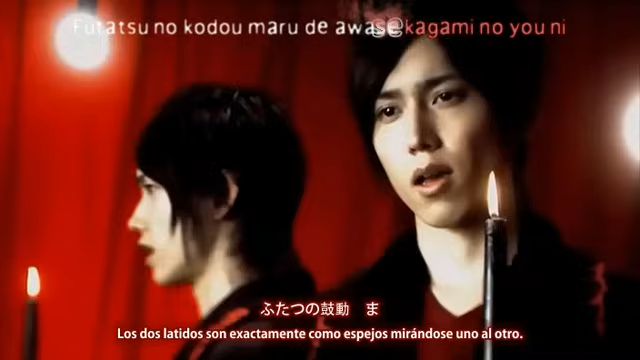 Futatsu no kodou maru de awase kagami no you ni
ふたつの鼓動　ま
Los dos latidos son exactamente como espejos mirándose uno al otro.